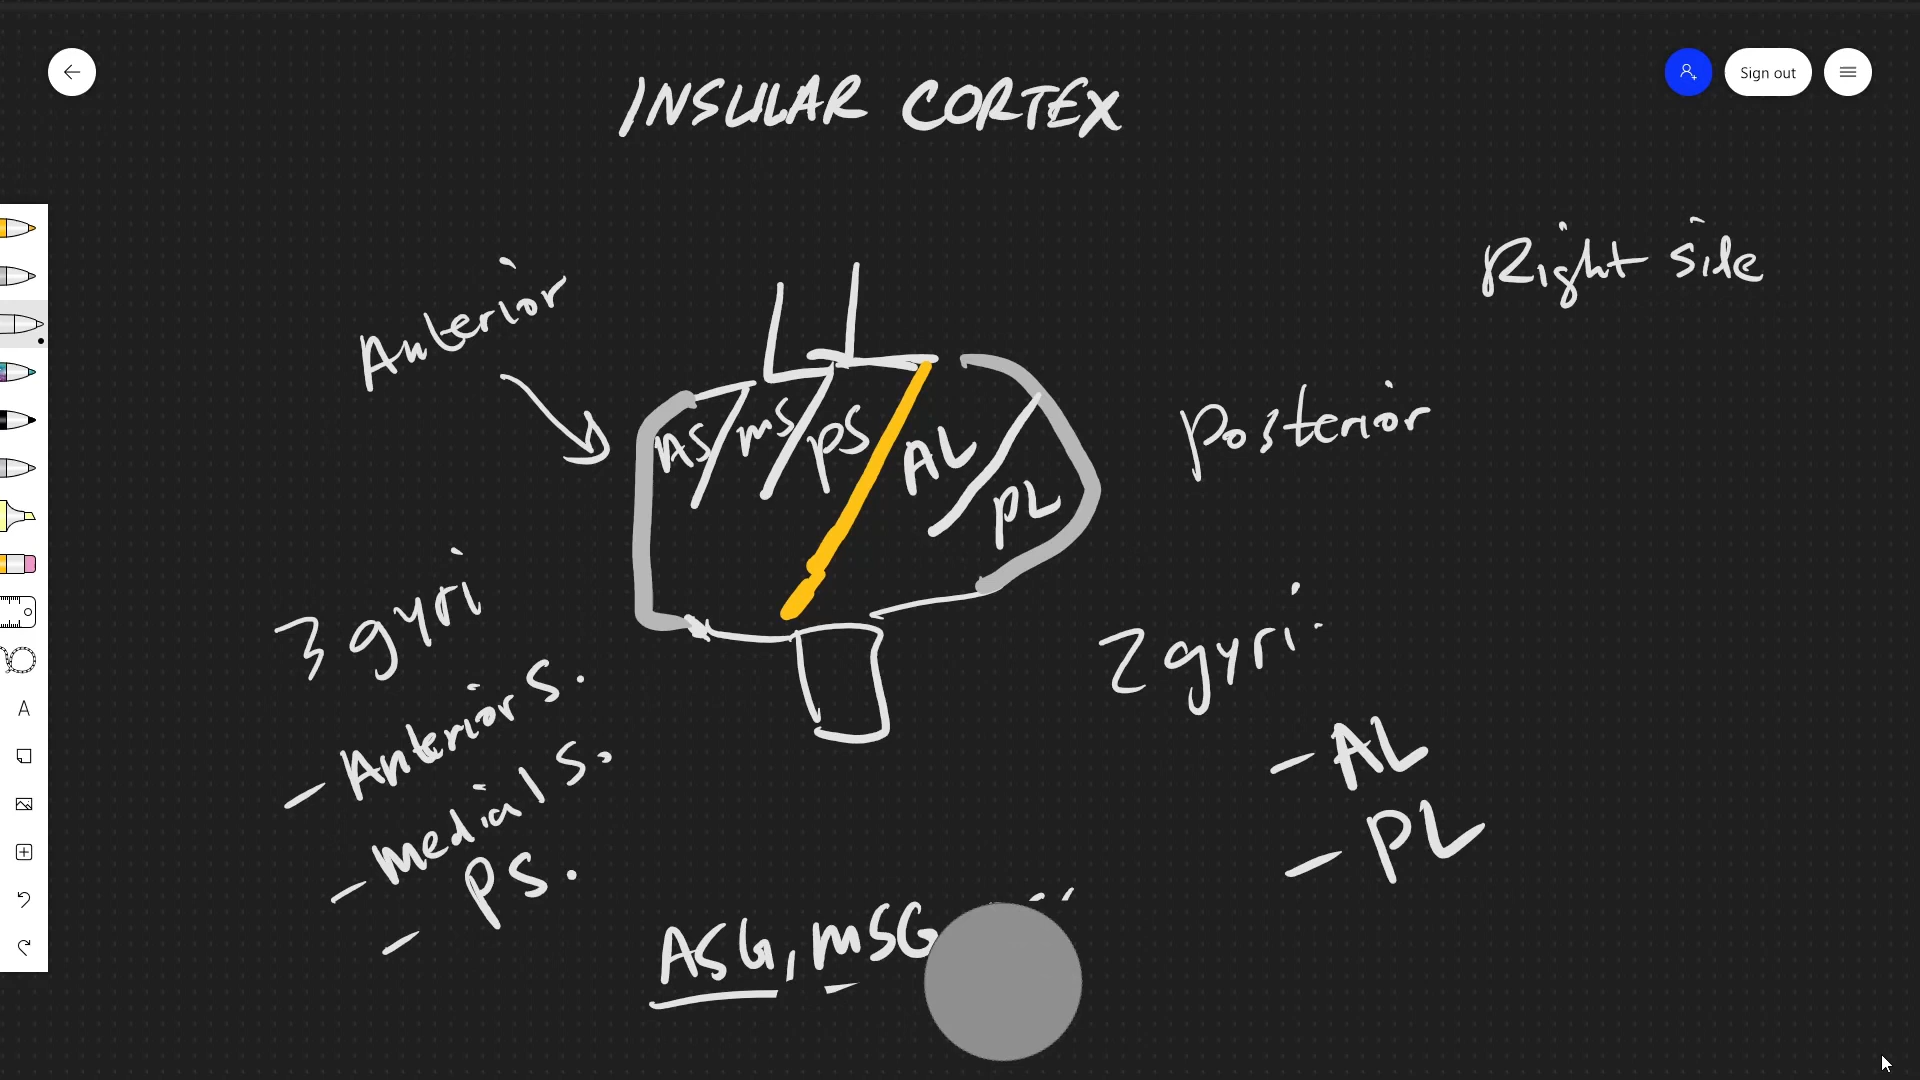 INSULAR CORTEX
Sign out
Right side
Anterior
Posterior
AS
mS
PS
AL
PL
3 gyri
- Anterior S.
- medial S.
- PS.
2 gyri.
- AL
- PL
ASG, mSG
A